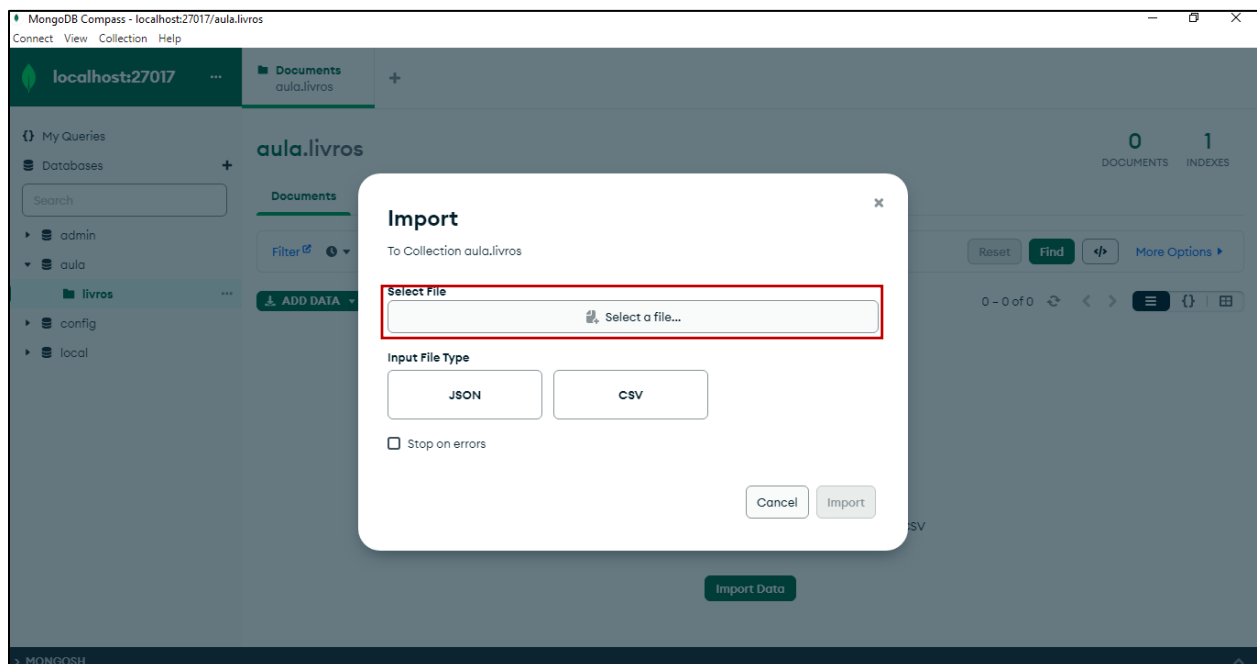 MongoDB Compass - localhost:27017/aula.livros
Connect View Collection Help
localhost:27017 ...
Documents
aula.livros
+
My Queries
Databases +
Search
admin
aula
livros ...
config
local
aula.livros
0
DOCUMENTS
1
INDEXES
Documents
Filter
Reset
Find
</>
More Options
ADD DATA
0 – 0 of 0
{}
Import
To Collection aula.livros
Select File
Select a file...
Input File Type
JSON
CSV
Stop on errors
Cancel
Import
SV
Import Data
>_MONGOSH